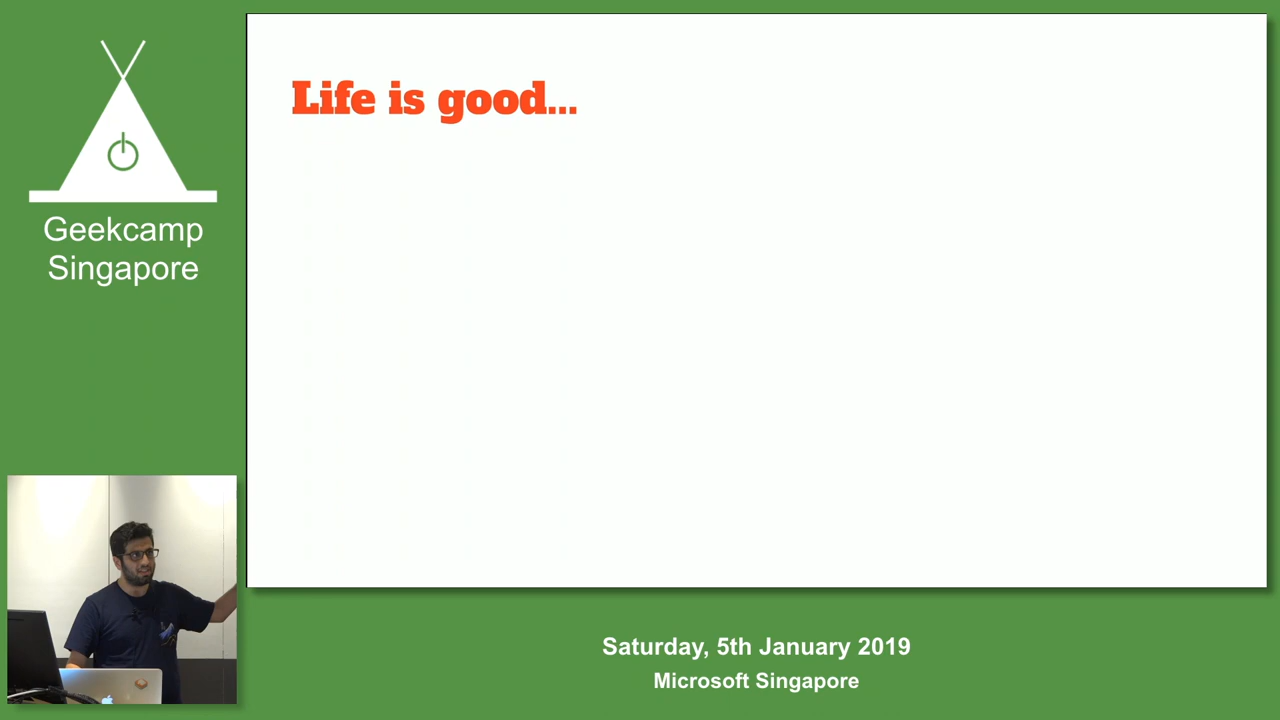 Life is good...
Geekcamp
Singapore
Saturday, 5th January 2019
Microsoft Singapore